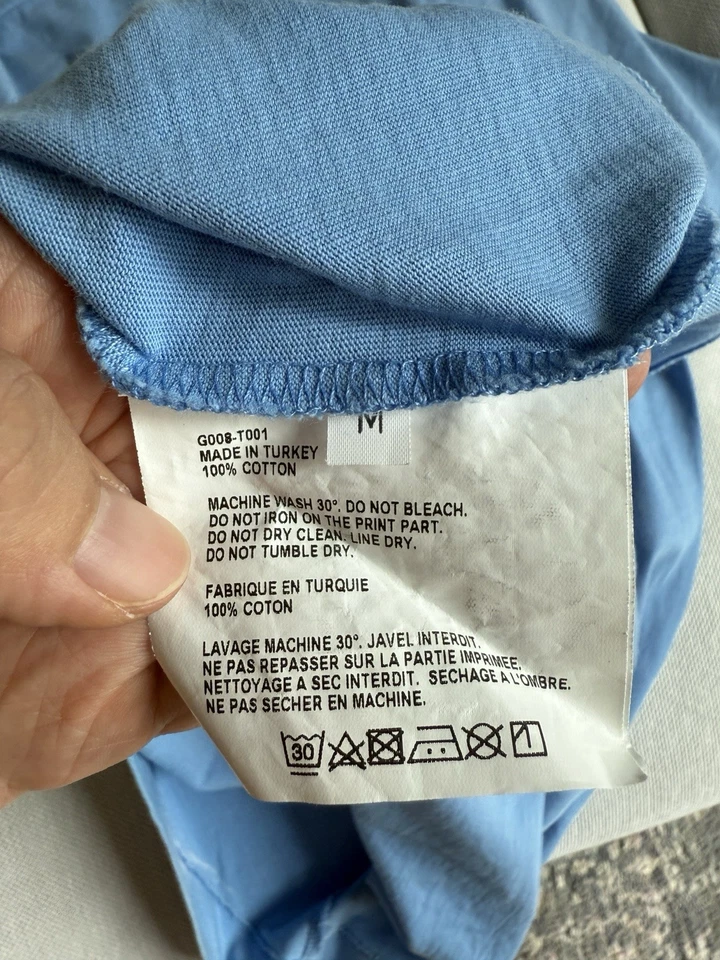 M
G008-T001
MADE IN TURKEY
100% COTTON
MACHINE WASH 30°. DO NOT BLEACH.
DO NOT IRON ON THE PRINT PART.
DO NOT DRY CLEAN. LINE DRY.
DO NOT TUMBLE DRY.
FABRIQUE EN TURQUIE
100% COTON
LAVAGE MACHINE 30°. JAVEL INTERDIT.
NE PAS REPASSER SUR LA PARTIE IMPRIMEE.
NETTOYAGE A SEC INTERDIT. SECHAGE A L'OMBRE.
NE PAS SECHER EN MACHINE.
30